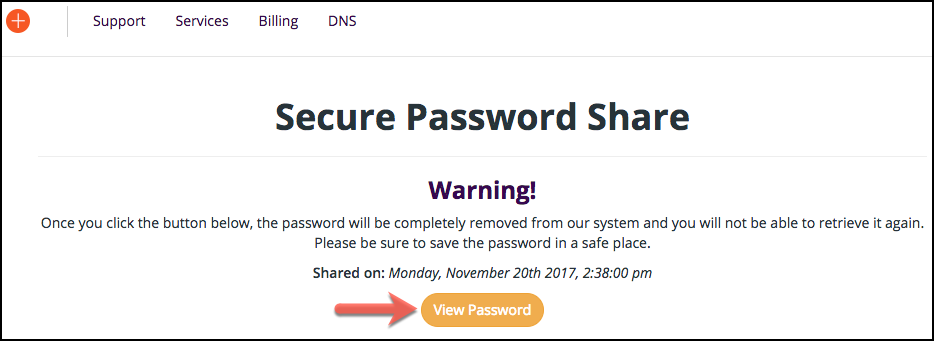 Support Services Billing DNS
Secure Password Share
Warning!
Once you click the button below, the password will be completely removed from our system and you will not be able to retrieve it again.
Please be sure to save the password in a safe place.
Shared on: Monday, November 20th 2017, 2:38:00 pm
View Password